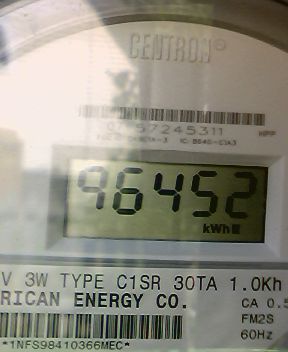 CENTRON®
57245311
96452
kWh
V 3W TYPE C1SR 30TA 1.0Kh
RICAN ENERGY CO.
CA 0.5
FM2S
60Hz
*1NFS98410366MEC*